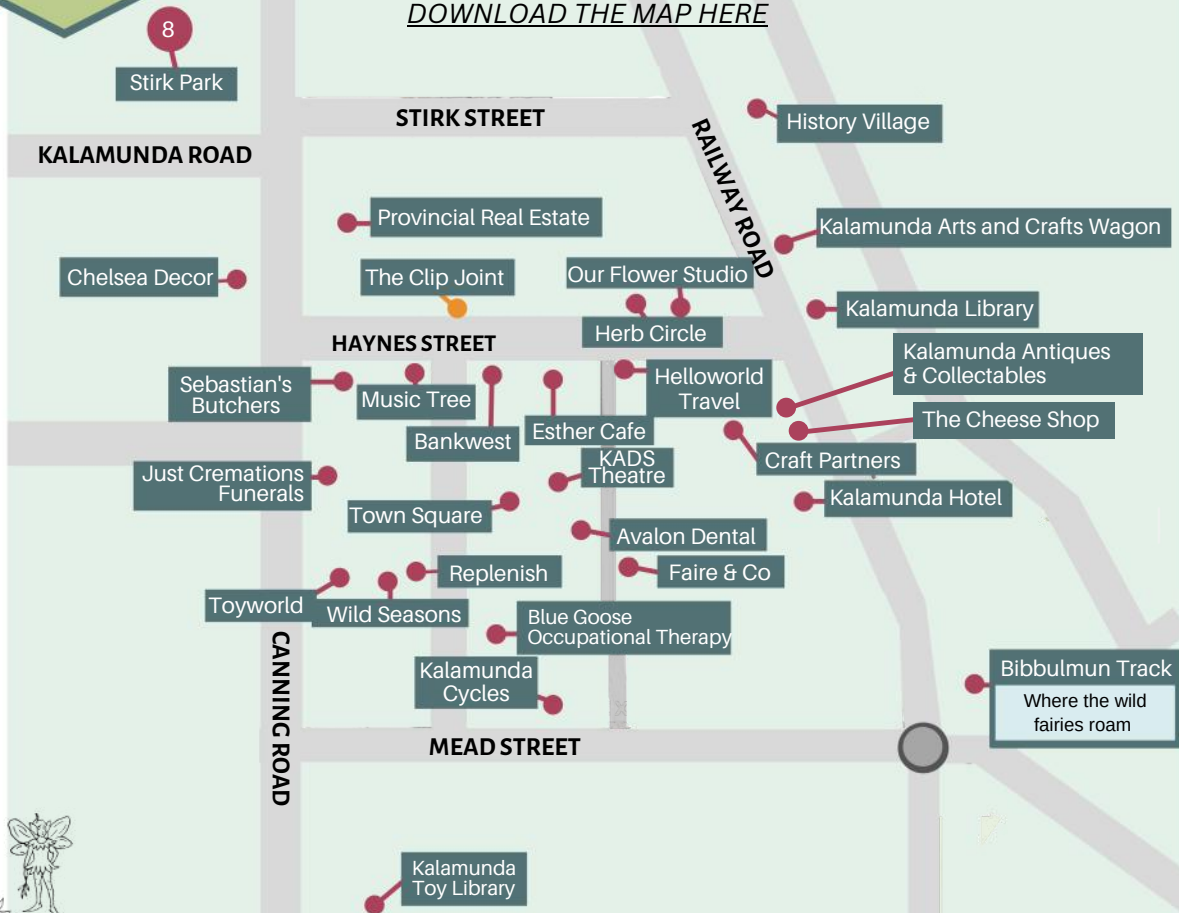 DOWNLOAD THE MAP HERE
8
Stirk Park
STIRK STREET
History Village
KALAMUNDA ROAD
RAILWAY ROAD
Provincial Real Estate
Kalamunda Arts and Crafts Wagon
Chelsea Decor
The Clip Joint
Our Flower Studio
Kalamunda Library
Herb Circle
HAYNES STREET
Kalamunda Antiques
& Collectables
Sebastian's
Butchers
Music Tree
Helloworld
Travel
The Cheese Shop
Bankwest
Esther Cafe
Craft Partners
KADS
Theatre
Just Cremations
Funerals
Kalamunda Hotel
Town Square
Avalon Dental
Replenish
Faire & Co
Toyworld
Wild Seasons
Blue Goose
Occupational Therapy
Kalamunda
Cycles
Bibbulmun Track
Where the wild
fairies roam
CANNING ROAD
MEAD STREET
Kalamunda
Toy Library